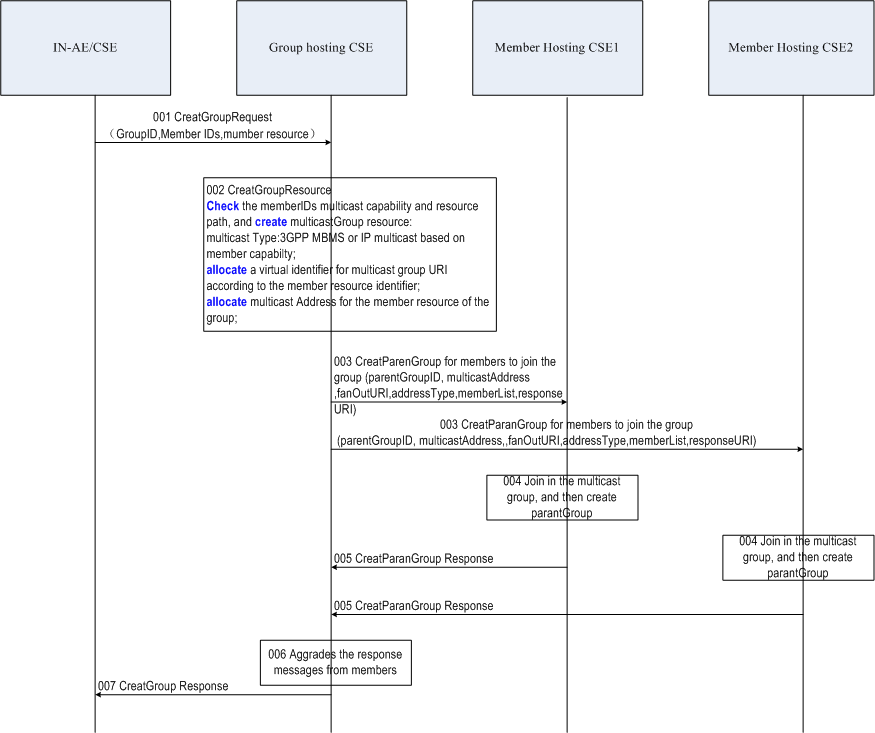 IN-AE/CSE
Group hosting CSE
Member Hosting CSE1
Member Hosting CSE2
001 CreatGroupRequest
（GroupID,Member IDs,mumber resource）
002 CreatGroupResource
Check the memberIDs multicast capability and resource
path, and create multicastGroup resource:
multicast Type:3GPP MBMS or IP multicast based on
member capabilty;
allocate a virtual identifier for multicast group URI
according to the member resource identifier;
allocate multicast Address for the member resource of the
group;
003 CreatParenGroup for members to join the
group (parentGroupID, multicastAddress
,fanOutURI,addressType,memberList,response
URI)
003 CreatParanGroup for members to join the group
(parentGroupID, multicastAddress,,fanOutURI,addressType,memberList,responseURI)
004 Join in the multicast
group, and then create
parantGroup
004 Join in the multicast
group, and then create
parantGroup
005 CreatParanGroup Response
005 CreatParanGroup Response
006 Aggrades the response
messages from members
007 CreatGroup Response